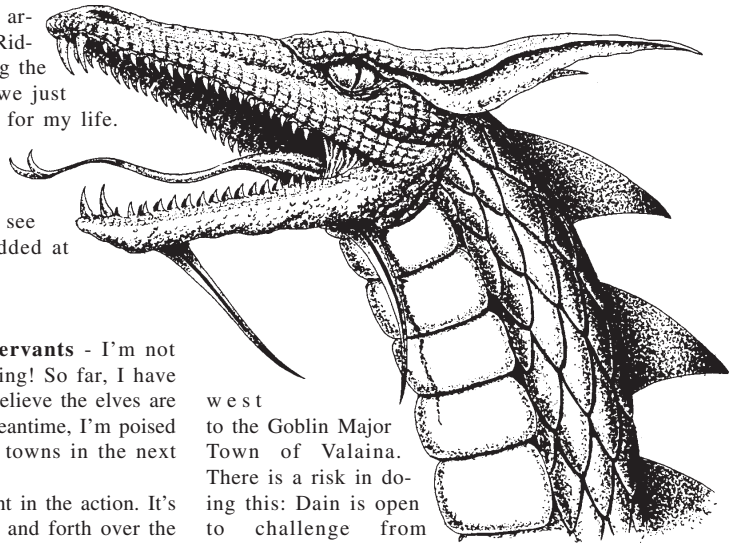 ar-
Rid-
g the
we just
for my life.
see
dded at
ervants - I'm not
ing! So far, I have
elieve the elves are
eantime, I'm poised
towns in the next
nt in the action. It's
and forth over the
west
to the Goblin Major
Town of Valaina.
There is a risk in do-
ing this: Dain is open
to challenge from